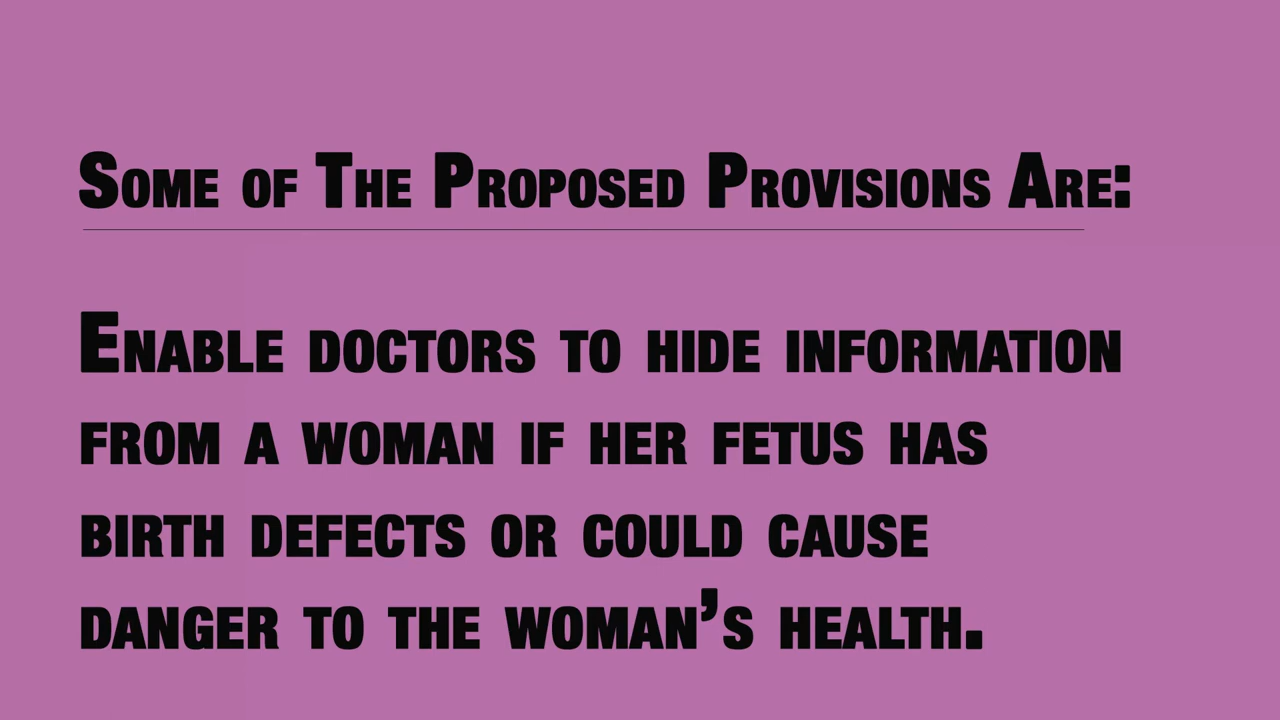 Some of The Proposed Provisions Are:
Enable doctors to hide information
from a woman if her fetus has
birth defects or could cause
danger to the woman’s health.